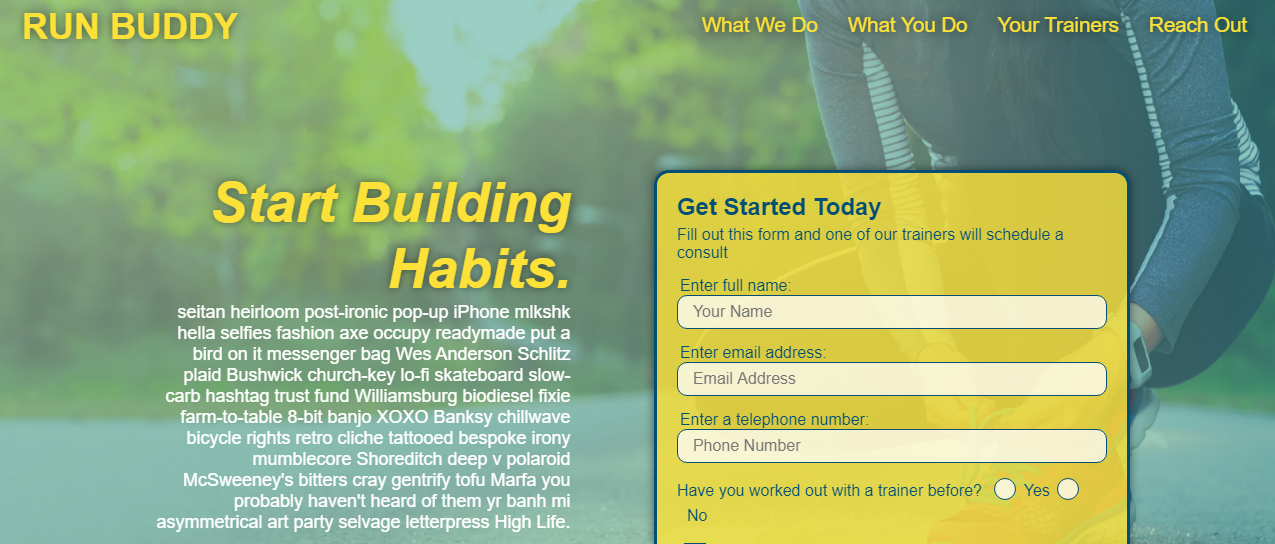 RUN BUDDY
What We Do What You Do Your Trainers Reach Out
Start Building
Habits.
seitan heirloom post-ironic pop-up iPhone mlkshk
hella selfies fashion axe occupy readymade put a
bird on it messenger bag Wes Anderson Schlitz
plaid Bushwick church-key lo-fi skateboard slow-
carb hashtag trust fund Williamsburg biodiesel fixie
farm-to-table 8-bit banjo XOXO Banksy chillwave
bicycle rights retro cliche tattooed bespoke irony
mumblecore Shoreditch deep v polaroid
McSweeney's bitters cray gentrify tofu Marfa you
probably haven't heard of them yr banh mi
asymmetrical art party selvage letterpress High Life.
Get Started Today
Fill out this form and one of our trainers will schedule a
consult
Enter full name:
Your Name
Enter email address:
Email Address
Enter a telephone number:
Phone Number
Have you worked out with a trainer before? Yes
No